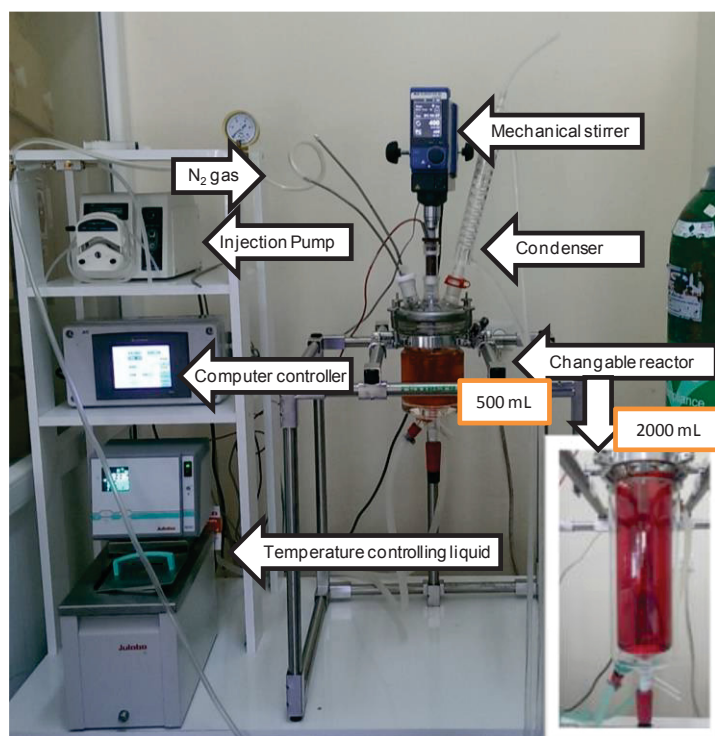 Mechanical stirrer
N₂ gas
Injection Pump
Condenser
Changable reactor
Computer controller
500 mL
2000 mL
Temperature controlling liquid
Julabo
Julabo